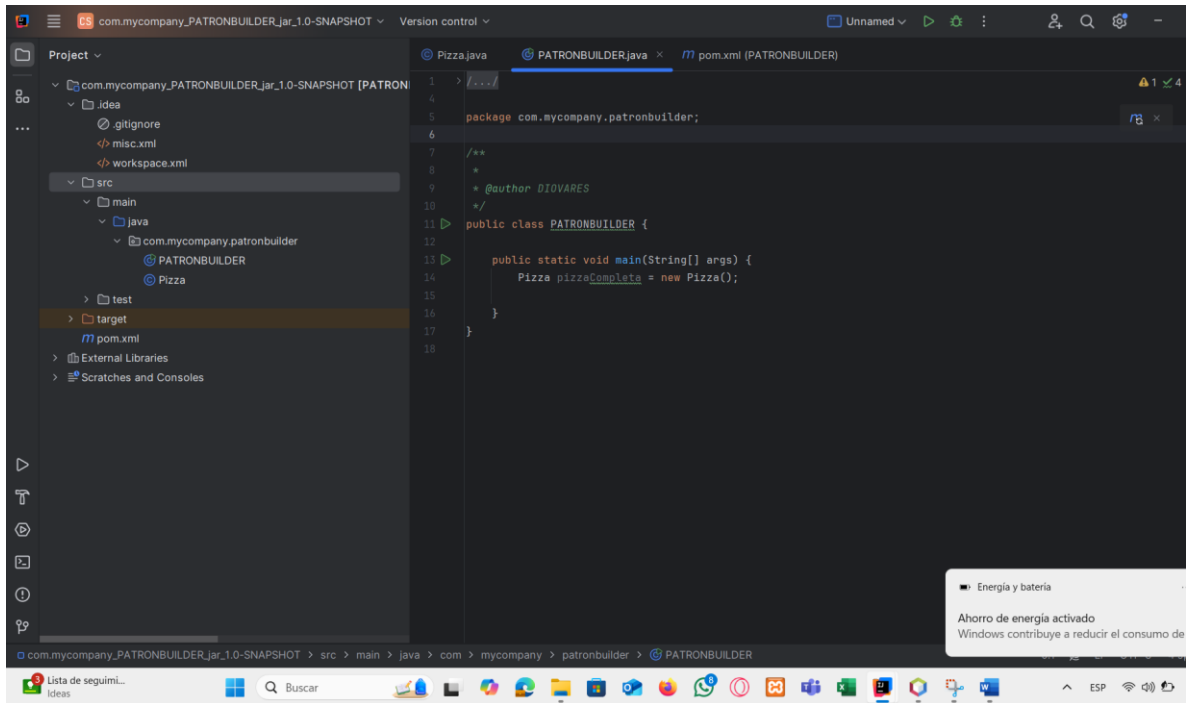 CS com.mycompany_PATRONBUILDER_jar_1.0-SNAPSHOT Version control Unnamed
Project
Pizza.java PATRONBUILDER.java pom.xml (PATRONBUILDER)
com.mycompany_PATRONBUILDER_jar_1.0-SNAPSHOT [PATRON
.idea
.gitignore
misc.xml
workspace.xml
src
main
java
com.mycompany.patronbuilder
PATRONBUILDER
Pizza
test
target
pom.xml
External Libraries
Scratches and Consoles
1 /.../
4
5 package com.mycompany.patronbuilder;
6
7 /**
8 *
9 * @author DIOVARES
10 */
11 public class PATRONBUILDER {
12
13 public static void main(String[] args) {
14 Pizza pizzaCompleta = new Pizza();
15
16 }
17 }
18
1 4
Energía y batería
Ahorro de energía activado
Windows contribuye a reducir el consumo de
com.mycompany_PATRONBUILDER_jar_1.0-SNAPSHOT > src > main > java > com > mycompany > patronbuilder > PATRONBUILDER
3 Lista de seguimi...
Ideas
Buscar
ESP